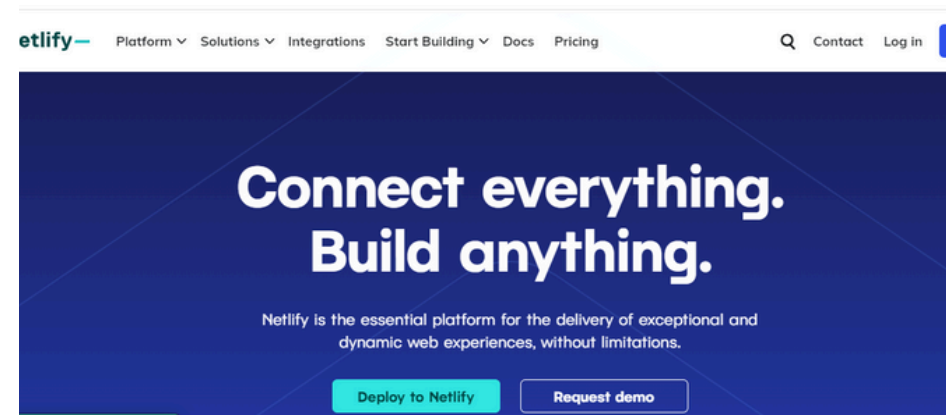 etlify
Platform Solutions Integrations Start Building Docs Pricing Contact Log in
Connect everything.
Build anything.
Netlify is the essential platform for the delivery of exceptional and
dynamic web experiences, without limitations.
Deploy to Netlify Request demo